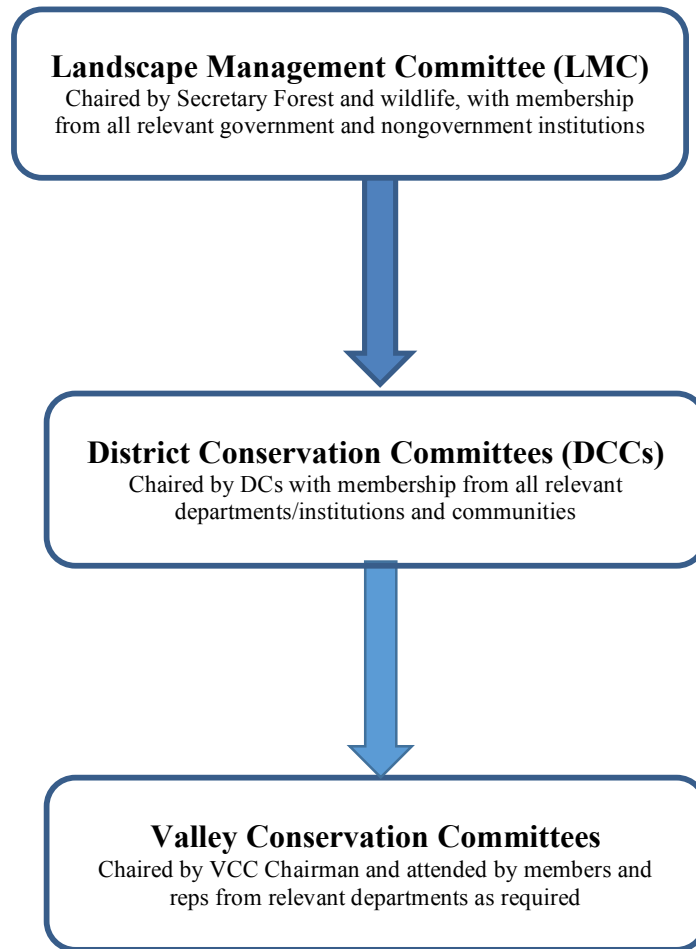 Landscape Management Committee (LMC)
Chaired by Secretary Forest and wildlife, with membership
from all relevant government and nongovernment institutions
District Conservation Committees (DCCs)
Chaired by DCs with membership from all relevant
departments/institutions and communities
Valley Conservation Committees
Chaired by VCC Chairman and attended by members and
reps from relevant departments as required